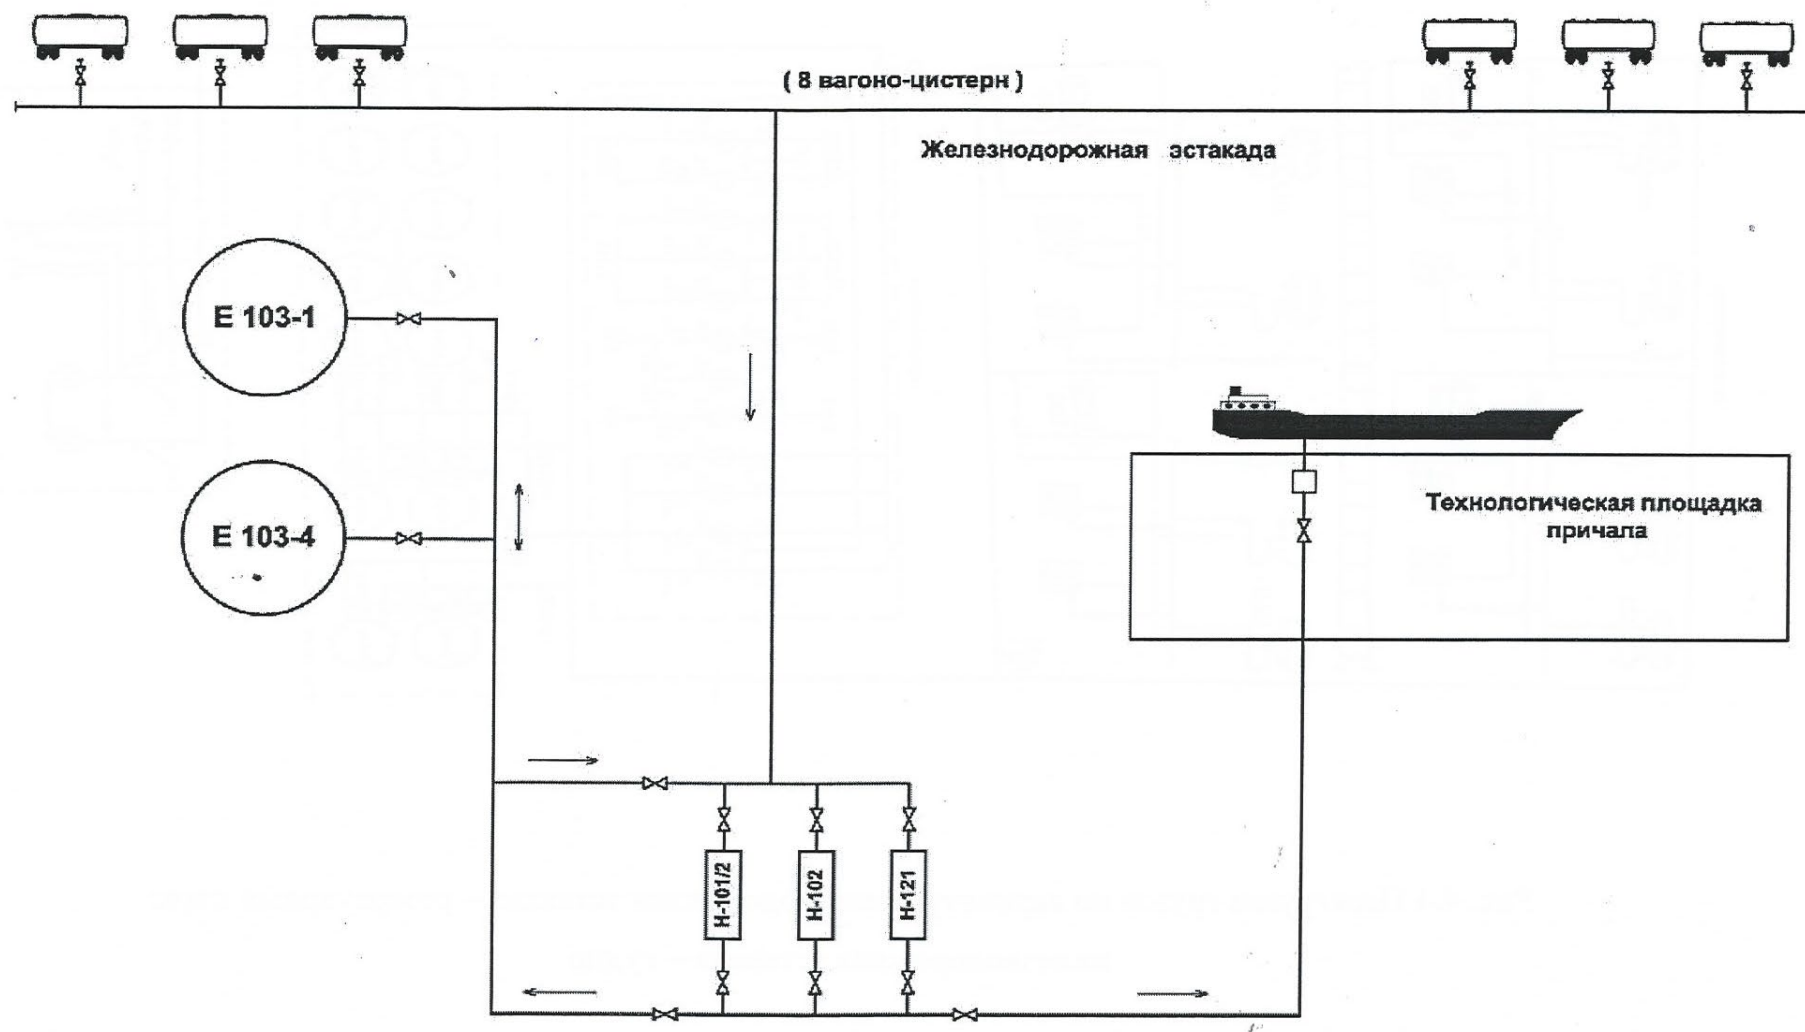 ( 8 вагоно-цистерн )
Железнодорожная эстакада
Е 103-1
Е 103-4
Технологическая площадка
причала
Н-101/2
Н-102
Н-121